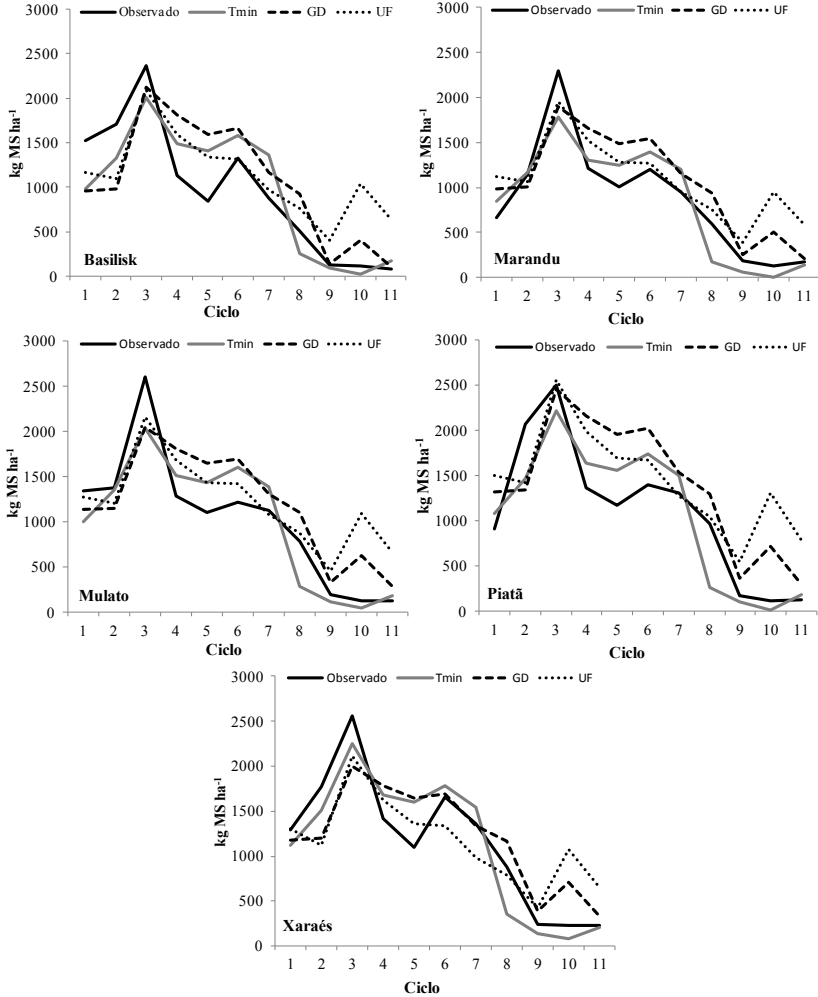 Observado Tmin GD UF
3000
2500
2000
1500
1000
500
0
kg MS ha-1
Basilisk
1 2 3 4 5 6 7 8 9 10 11
Ciclo
Observado Tmin GD UF
3000
2500
2000
1500
1000
500
0
kg MS ha-1
Marandu
1 2 3 4 5 6 7 8 9 10 11
Ciclo
Observado Tmin GD UF
3000
2500
2000
1500
1000
500
0
kg MS ha-1
Mulato
1 2 3 4 5 6 7 8 9 10 11
Ciclo
Observado Tmin GD UF
3000
2500
2000
1500
1000
500
0
kg MS ha-1
Piatã
1 2 3 4 5 6 7 8 9 10 11
Ciclo
Observado Tmin GD UF
3000
2500
2000
1500
1000
500
0
kg MS ha-1
Xaraés
1 2 3 4 5 6 7 8 9 10 11
Ciclo